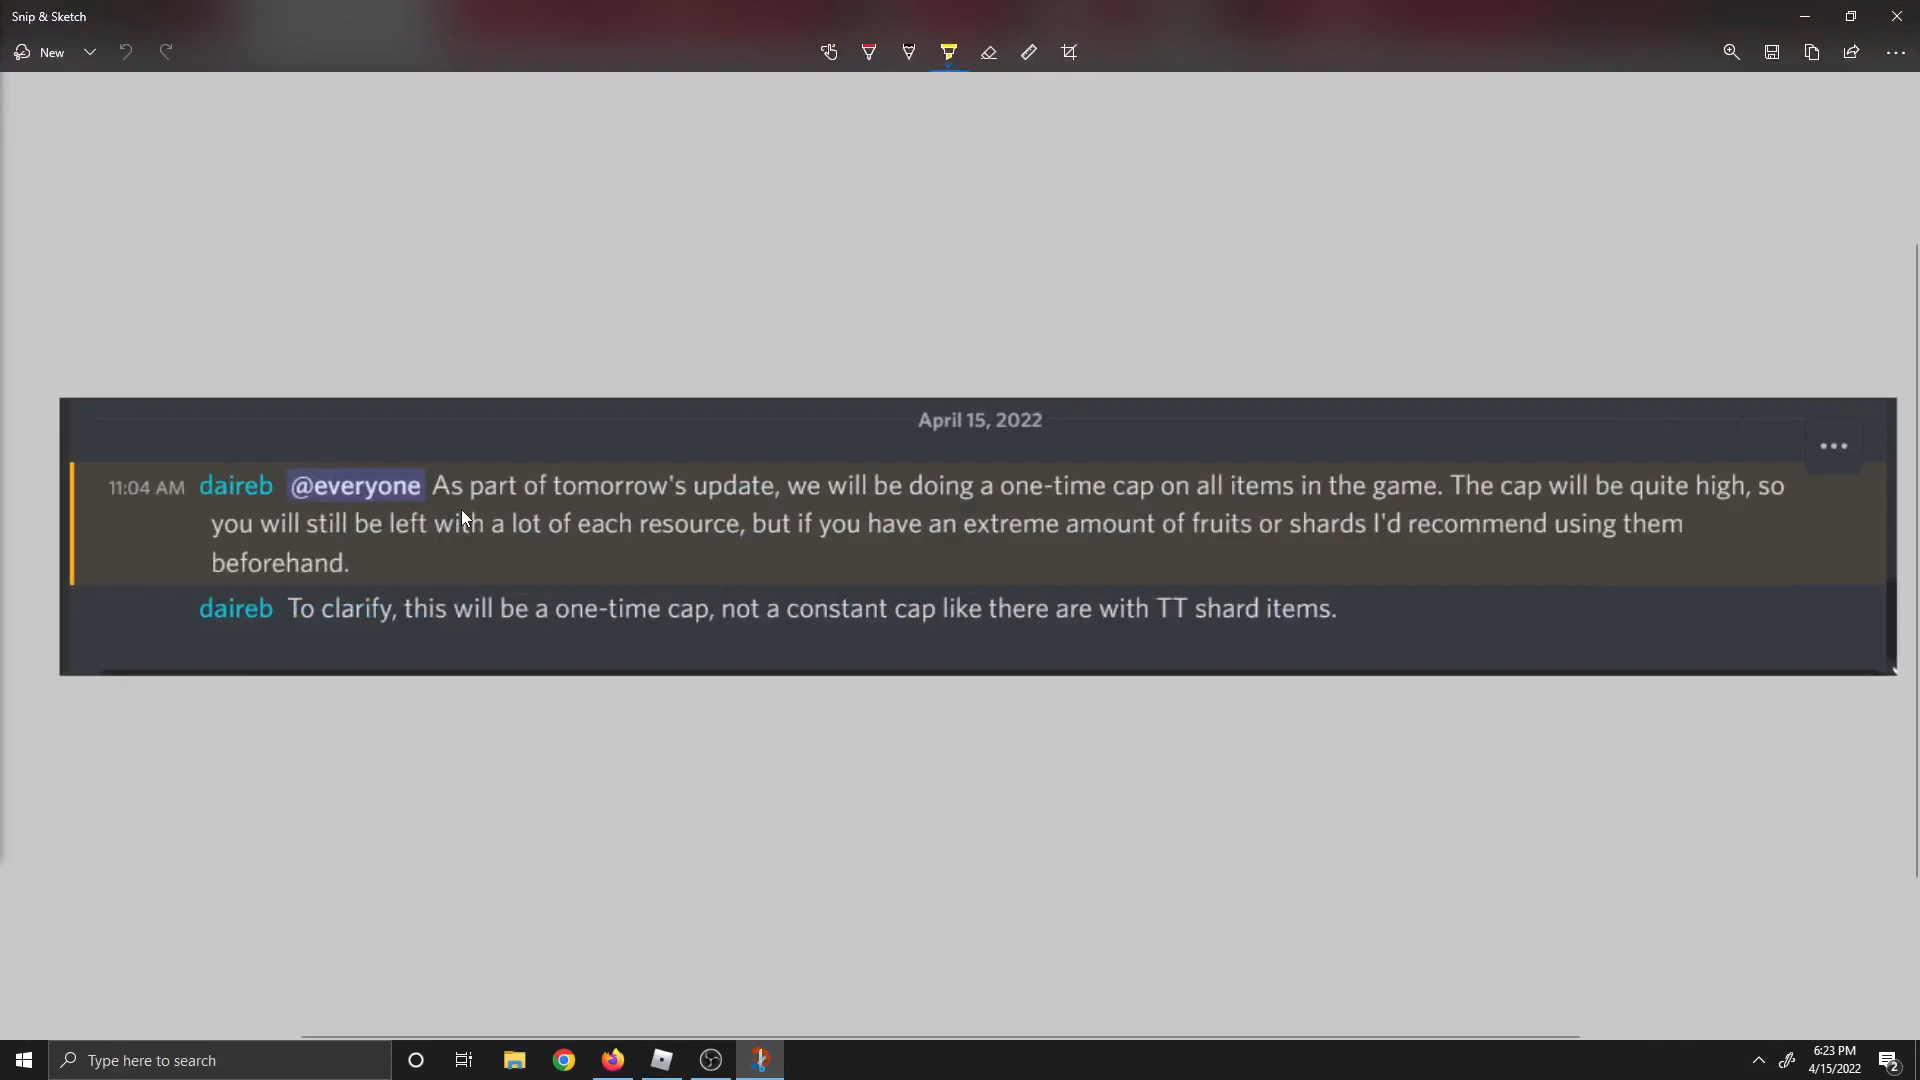 Snip & Sketch
New
April 15, 2022
11:04 AM daireb @everyone As part of tomorrow's update, we will be doing a one-time cap on all items in the game. The cap will be quite high, so
you will still be left with a lot of each resource, but if you have an extreme amount of fruits or shards I'd recommend using them
beforehand.
daireb To clarify, this will be a one-time cap, not a constant cap like there are with TT shard items.
Type here to search
6:23 PM
4/15/2022
2